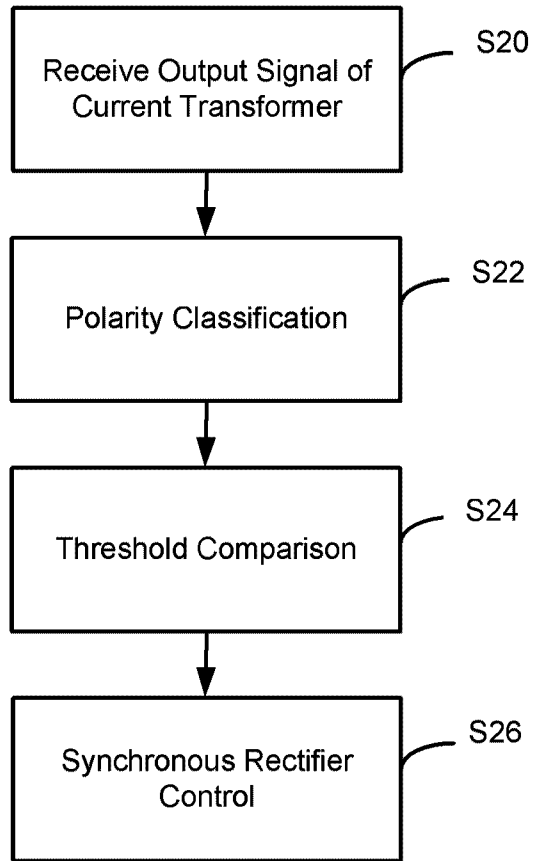 Receive Output Signal of
Current Transformer
S20
Polarity Classification
S22
Threshold Comparison
S24
Synchronous Rectifier
Control
S26